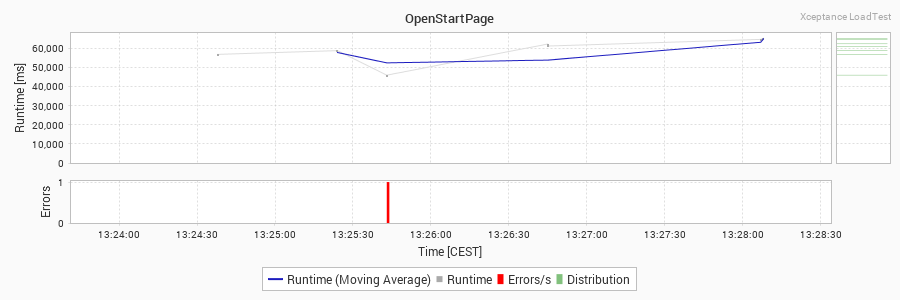 OpenStartPage
Xceptance LoadTest
Runtime [ms]
60,000
50,000
40,000
30,000
20,000
10,000
0
Errors
1
0
13:24:00 13:24:30 13:25:00 13:25:30 13:26:00 13:26:30 13:27:00 13:27:30 13:28:00 13:28:30
Time [CEST]
Runtime (Moving Average) Runtime Errors/s Distribution